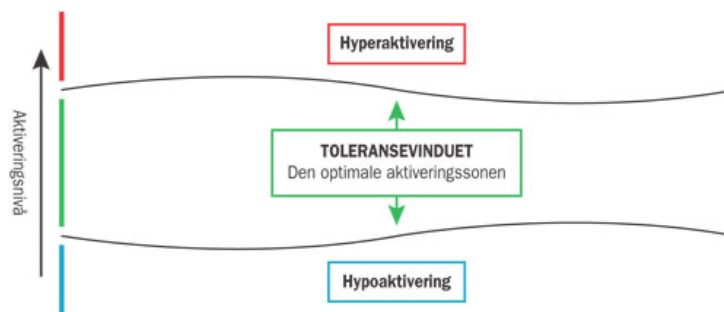 Hyperaktivering
Aktiveringsnivå
TOLERANSEVINDUET
Den optimale aktiveringssonen
Hypoaktivering